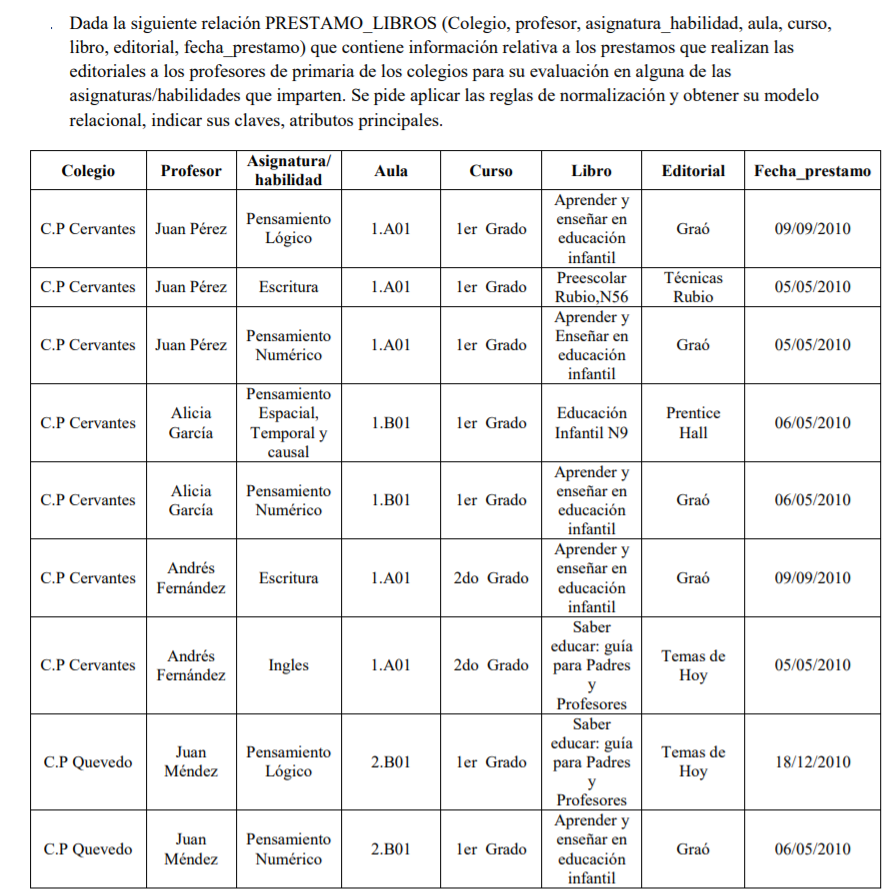 . Dada la siguiente relación PRESTAMO_LIBROS (Colegio, profesor, asignatura_habilidad, aula, curso,
libro, editorial, fecha_prestamo) que contiene información relativa a los prestamos que realizan las
editoriales a los profesores de primaria de los colegios para su evaluación en alguna de las
asignaturas/habilidades que imparten. Se pide aplicar las reglas de normalización y obtener su modelo
relacional, indicar sus claves, atributos principales.
Colegio
Profesor
Asignatura/
habilidad
Aula
Curso
Libro
Editorial
Fecha_prestamo
C.P Cervantes
Juan Pérez
Pensamiento
Lógico
1.A01
1er Grado
Aprender y
enseñar en
educación
infantil
Graó
09/09/2010
C.P Cervantes
Juan Pérez
Escritura
1.A01
1er Grado
Preescolar
Rubio,N56
Técnicas
Rubio
05/05/2010
C.P Cervantes
Juan Pérez
Pensamiento
Numérico
1.A01
1er Grado
Aprender y
Enseñar en
educación
infantil
Graó
05/05/2010
C.P Cervantes
Alicia
García
Pensamiento
Espacial,
Temporal y
causal
1.B01
1er Grado
Educación
Infantil N9
Prentice
Hall
06/05/2010
C.P Cervantes
Alicia
García
Pensamiento
Numérico
1.B01
1er Grado
Aprender y
enseñar en
educación
infantil
Graó
06/05/2010
C.P Cervantes
Andrés
Fernández
Escritura
1.A01
2do Grado
Aprender y
enseñar en
educación
infantil
Graó
09/09/2010
C.P Cervantes
Andrés
Fernández
Ingles
1.A01
2do Grado
Saber
educar: guía
para Padres
y
Profesores
Temas de
Hoy
05/05/2010
C.P Quevedo
Juan
Méndez
Pensamiento
Lógico
2.B01
1er Grado
Saber
educar: guía
para Padres
y
Profesores
Temas de
Hoy
18/12/2010
C.P Quevedo
Juan
Méndez
Pensamiento
Numérico
2.B01
1er Grado
Aprender y
enseñar en
educación
infantil
Graó
06/05/2010